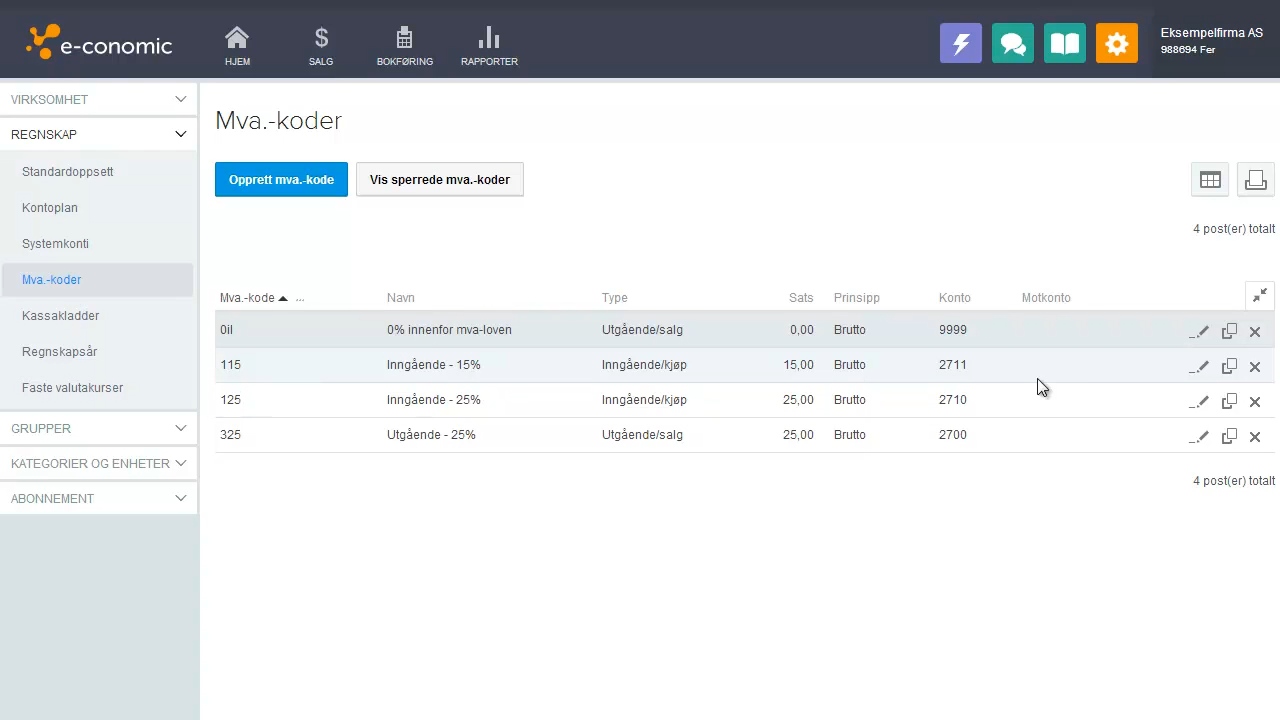 e-conomic
HJEM
SALG
BOKFØRING
RAPPORTER
Eksempelfirma AS
988694 Fer
VIRKSOMHET
REGNSKAP
Standardoppsett
Kontoplan
Systemkonti
Mva.-koder
Kassakladder
Regnskapsår
Faste valutakurser
GRUPPER
KATEGORIER OG ENHETER
ABONNEMENT
Mva.-koder
Opprett mva.-kode Vis sperrede mva.-koder
4 post(er) totalt
Mva.-kode ... Navn Type Sats Prinsipp Konto Motkonto
0il 0% innenfor mva-loven Utgående/salg 0,00 Brutto 9999
115 Inngående - 15% Inngående/kjøp 15,00 Brutto 2711
125 Inngående - 25% Inngående/kjøp 25,00 Brutto 2710
325 Utgående - 25% Utgående/salg 25,00 Brutto 2700
4 post(er) totalt